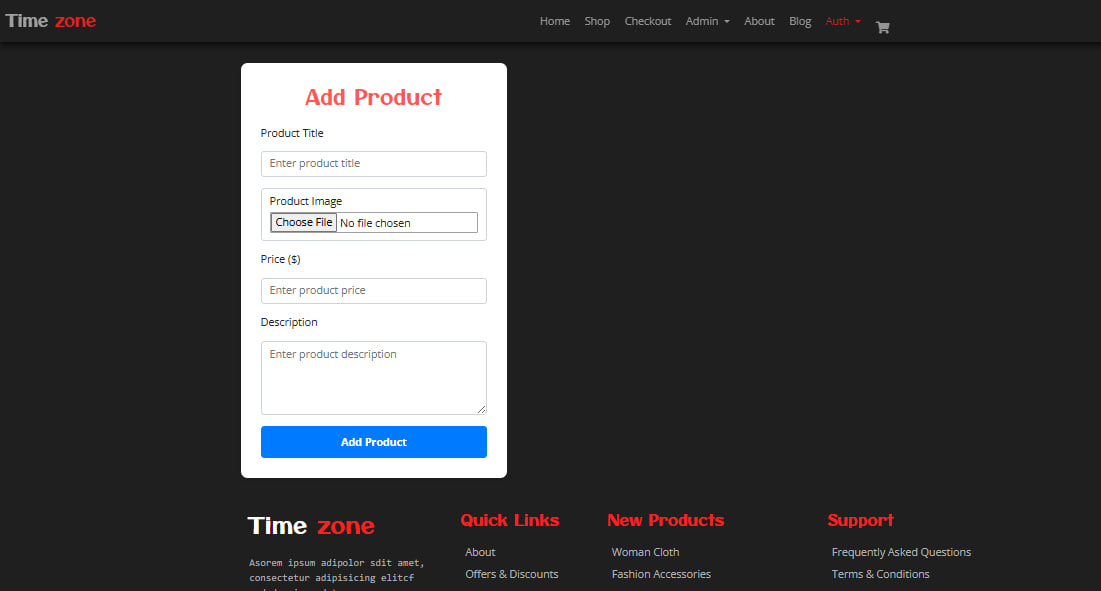 Time zone
Home Shop Checkout Admin About Blog Auth
Add Product
Product Title
Enter product title
Product Image
Choose File No file chosen
Price ($)
Enter product price
Description
Enter product description
Add Product
Time zone
Asorem ipsum adipolor sdit amet,
consectetur adipisicing elitcf
Quick Links
About
Offers & Discounts
New Products
Woman Cloth
Fashion Accessories
Support
Frequently Asked Questions
Terms & Conditions